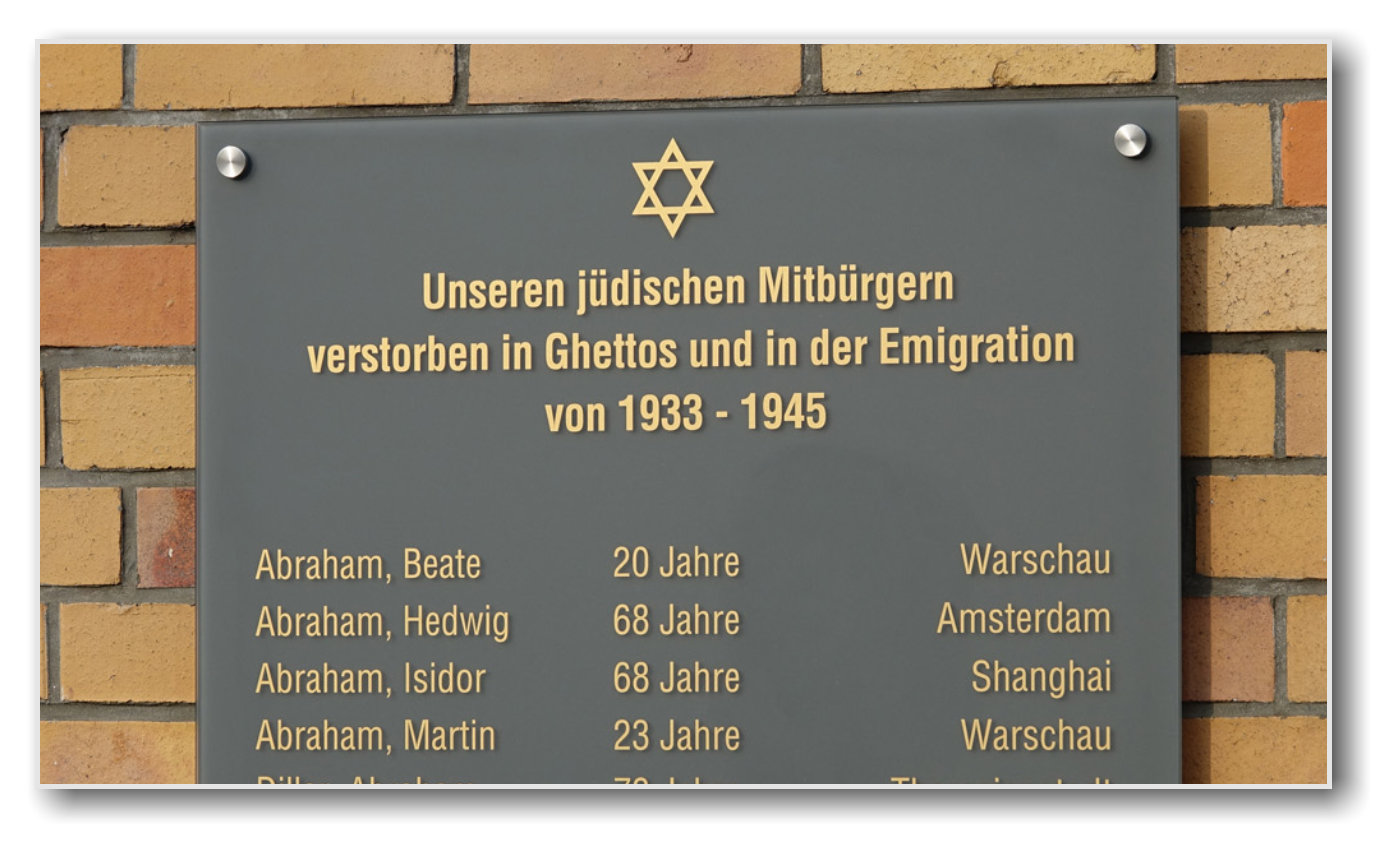 Unseren jüdischen Mitbürgern
verstorben in Ghettos und in der Emigration
von 1933 - 1945
Abraham, Beate 20 Jahre Warschau
Abraham, Hedwig 68 Jahre Amsterdam
Abraham, Isidor 68 Jahre Shanghai
Abraham, Martin 23 Jahre Warschau